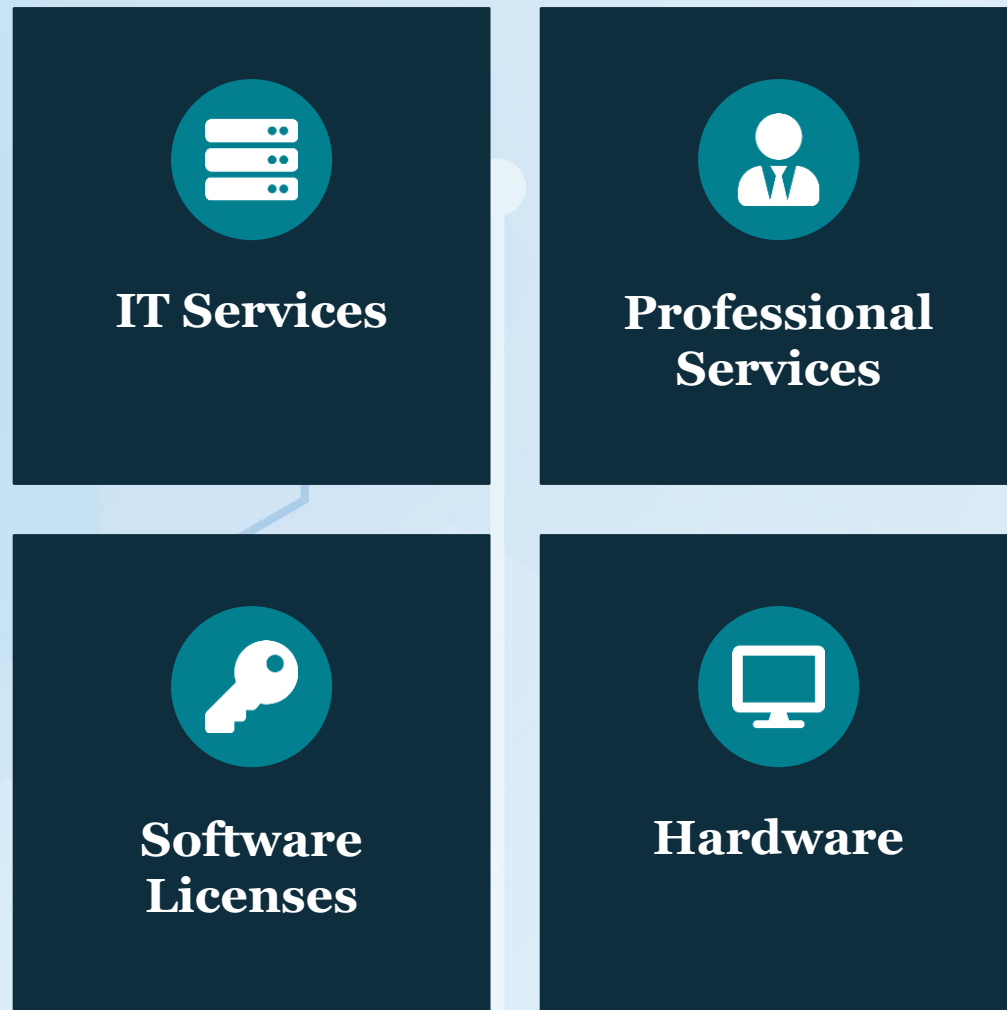 IT Services
Professional
Services
Software
Licenses
Hardware